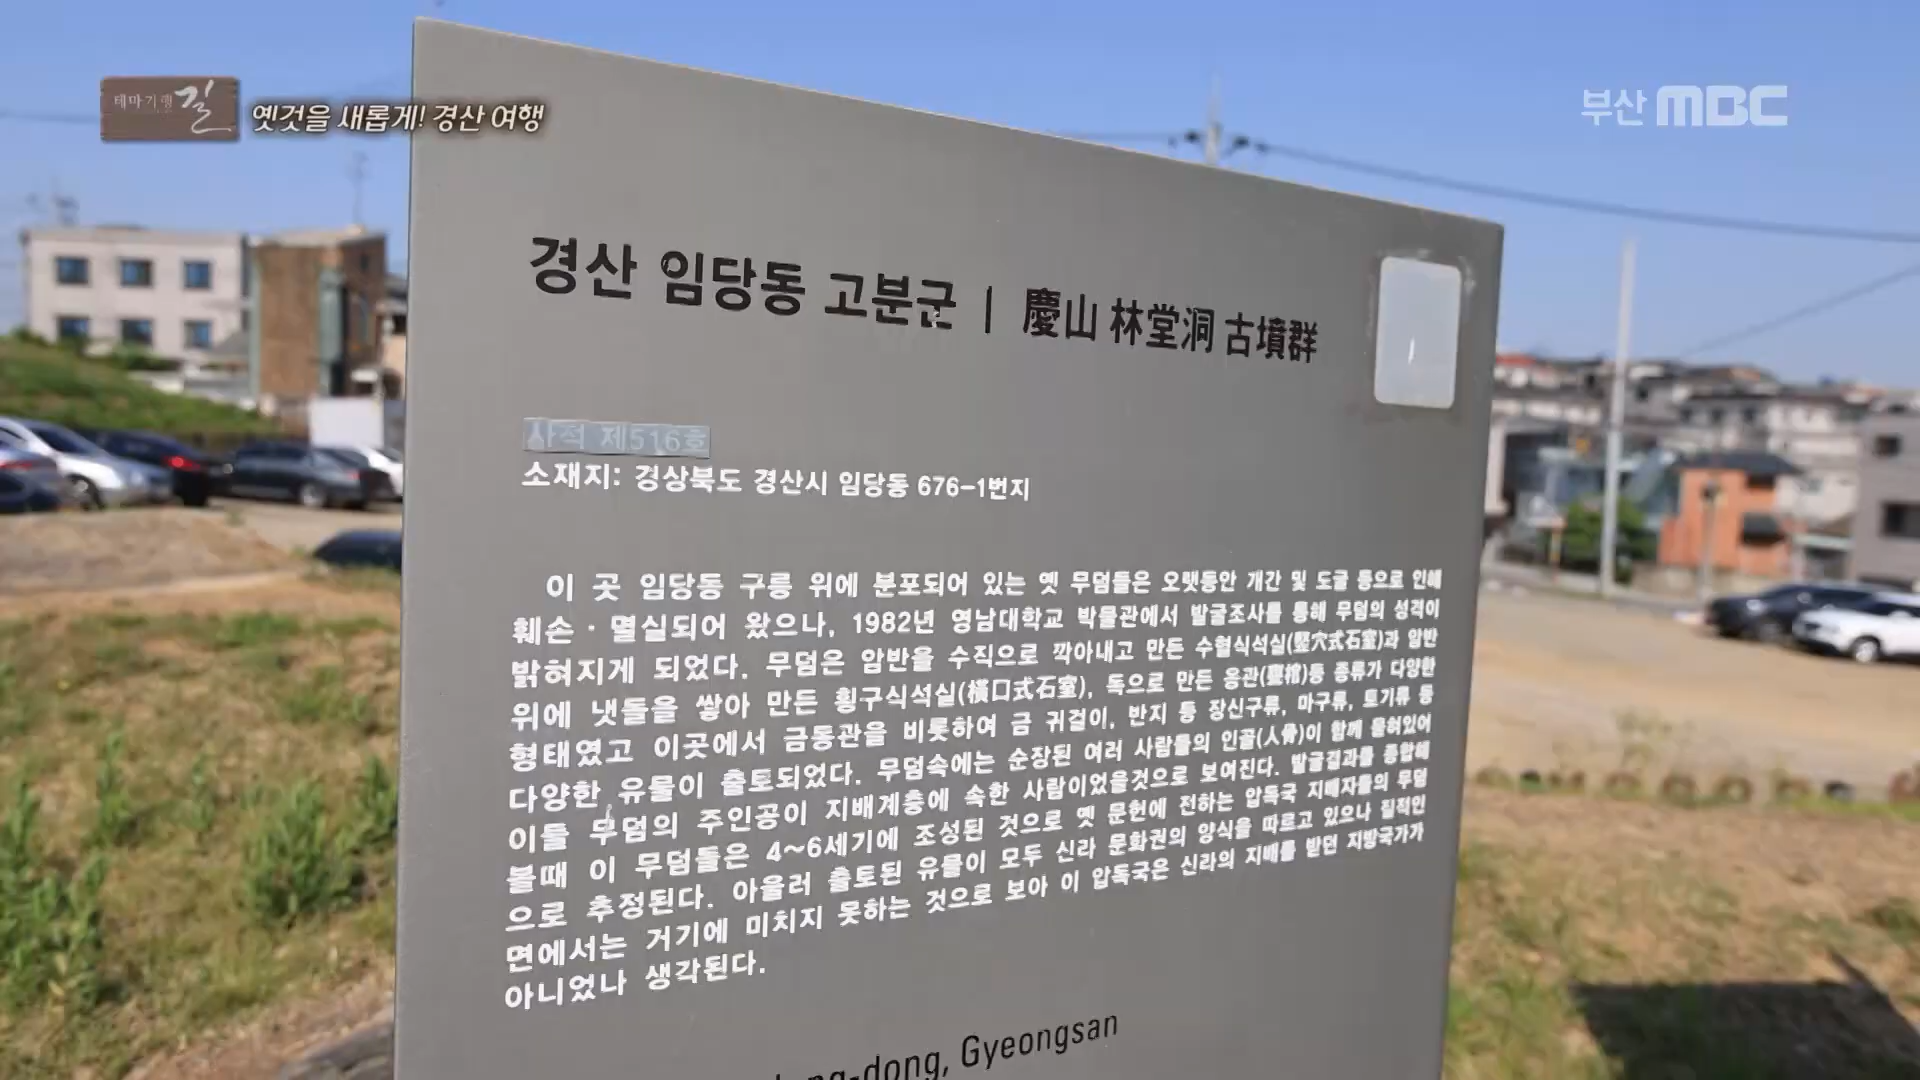 테마기행 길
옛것을 새롭게! 경산 여행
부산 MBC
경산 임당동 고분군 | 慶山 林堂洞 古墳群
사적 제516호
소재지: 경상북도 경산시 임당동 676-1번지
이 곳 임당동 구릉 위에 분포되어 있는 옛 무덤들은 오랫동안 개간 및 도굴 등으로 인해
훼손·멸실되어 왔으나, 1982년 영남대학교 박물관에서 발굴조사를 통해 무덤의 성격이
밝혀지게 되었다. 무덤은 암반을 수직으로 깍아내고 만든 수혈식석실(竪穴式石室)과 암반
위에 냇돌을 쌓아 만든 횡구식석실(橫口式石室), 독으로 만든 옹관(甕棺)등 종류가 다양한
형태였고 이곳에서 금동관을 비롯하여 금 귀걸이, 반지 등 장신구류, 마구류, 토기류 등
다양한 유물이 출토되었다. 무덤속에는 순장된 여러 사람들의 인골(人骨)이 함께 묻혀있어
이들 무덤의 주인공이 지배계층에 속한 사람이었을것으로 보여진다. 발굴결과를 종합해
볼때 이 무덤들은 4~6세기에 조성된 것으로 옛 문헌에 전하는 압독국 지배자들의 무덤
으로 추정된다. 아울러 출토된 유물이 모두 신라 문화권의 양식을 따르고 있으나 질적인
면에서는 거기에 미치지 못하는 것으로 보아 이 압독국은 신라의 지배를 받던 지방국가가
아니었나 생각된다.
-dong, Gyeongsan